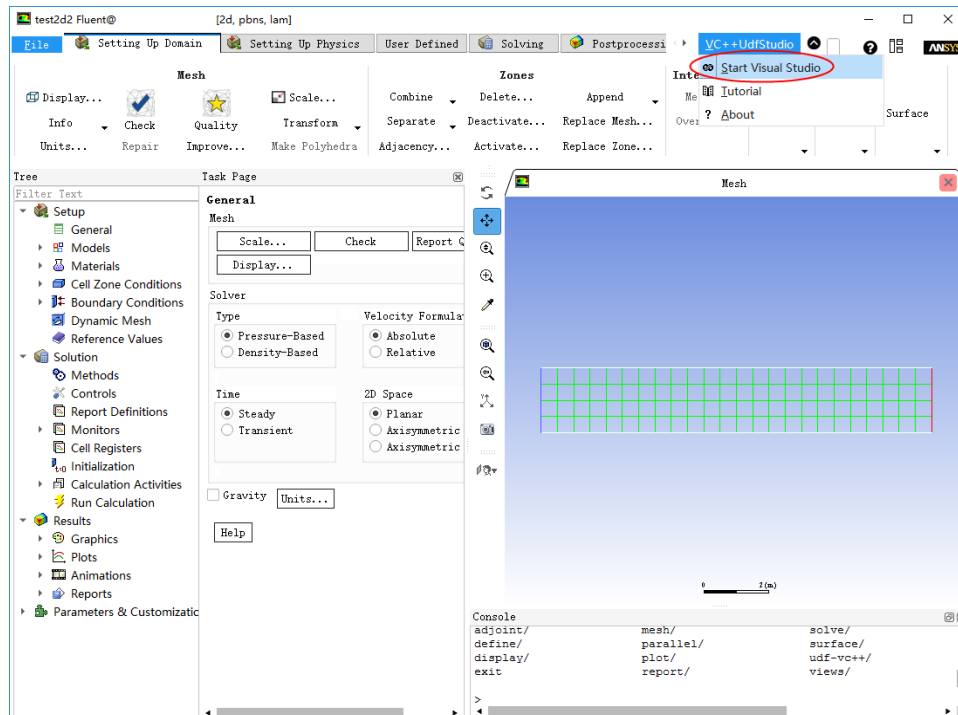 test2d2 Fluent@ [2d, pbns, lam]
File Setting Up Domain Setting Up Physics User Defined Solving Postprocessi VC++UdfStudio ANSYS
Start Visual Studio
Tutorial
About
Mesh Zones Inte
Display... Scale... Combine Delete... Append Me
Info Check Quality Transform Separate Deactivate... Replace Mesh... Over Surface
Units... Repair Improve... Make Polyhedra Adjacency... Activate... Replace Zone...
Tree
Filter Text
Setup
General
Models
Materials
Cell Zone Conditions
Boundary Conditions
Dynamic Mesh
Reference Values
Solution
Methods
Controls
Report Definitions
Monitors
Cell Registers
Initialization
Calculation Activities
Run Calculation
Results
Graphics
Plots
Animations
Reports
Parameters & Customizatic
Task Page
General
Mesh
Scale... Check Report Q
Display...
Solver
Type Velocity Formula
Pressure-Based Absolute
Density-Based Relative
Time 2D Space
Steady Planar
Transient Axisymmetric
Axisymmetric
Gravity Units...
Help
Mesh
0 2 (m)
Console
adjoint/ mesh/ solve/
define/ parallel/ surface/
display/ plot/ udf-vc++/
exit report/ views/
>